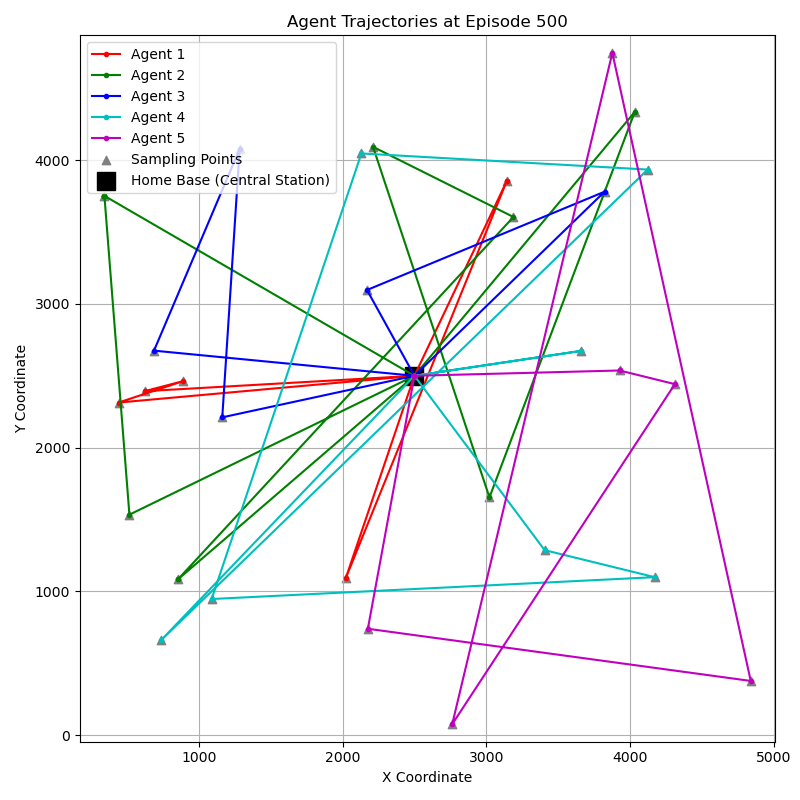 Agent Trajectories at Episode 500
Agent 1
Agent 2
Agent 3
Agent 4
Agent 5
Sampling Points
Home Base (Central Station)
Y Coordinate
4000
3000
2000
1000
0
1000 2000 3000 4000 5000
X Coordinate